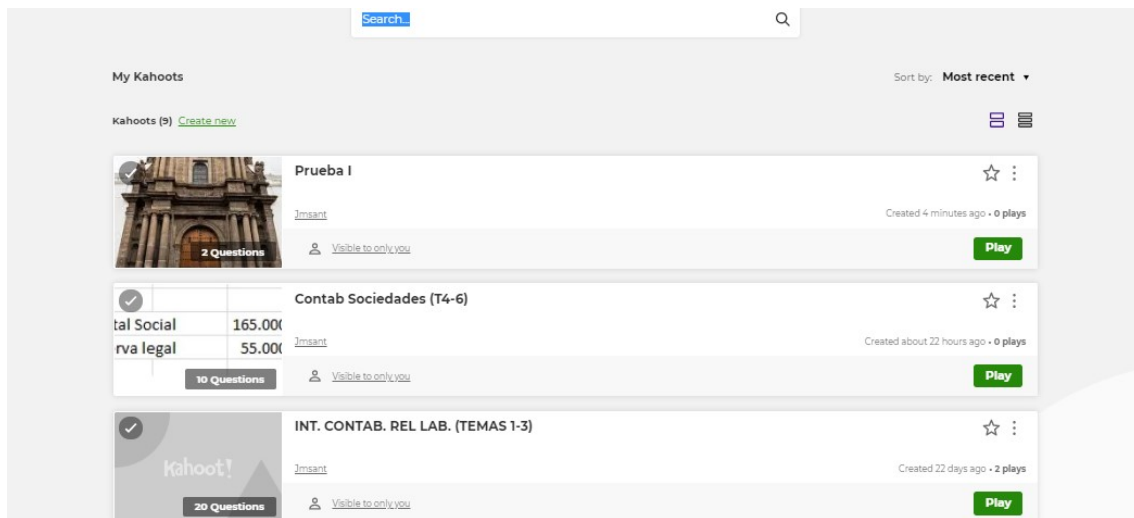 Search...
My Kahoots
Sort by: Most recent
Kahoots (9) Create new
Prueba I
Jmsant
Created 4 minutes ago • 0 plays
2 Questions
Visible to only you
Play
Contab Sociedades (T4-6)
tal Social 165.000
rva legal 55.000
Jmsant
Created about 22 hours ago • 0 plays
10 Questions
Visible to only you
Play
INT. CONTAB. REL LAB. (TEMAS 1-3)
Kahoot!
Jmsant
Created 22 days ago • 2 plays
20 Questions
Visible to only you
Play